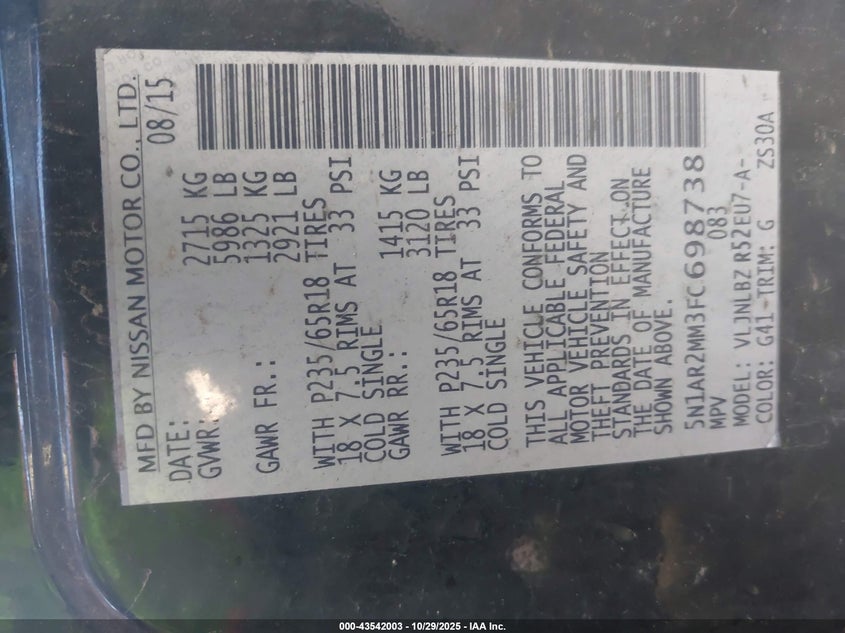 MFD BY NISSAN MOTOR CO., LTD.
DATE: 08/15
GVWR: 2715 KG
5986 LB
GAWR FR.: 1325 KG
2921 LB
WITH P235/65R18 TIRES
18 X 7.5 RIMS AT 33 PSI
COLD SINGLE
GAWR RR.: 1415 KG
3120 LB
WITH P235/65R18 TIRES
18 X 7.5 RIMS AT 33 PSI
COLD SINGLE
THIS VEHICLE CONFORMS TO
ALL APPLICABLE FEDERAL
MOTOR VEHICLE SAFETY AND
THEFT PREVENTION
STANDARDS IN EFFECT ON
THE DATE OF MANUFACTURE
SHOWN ABOVE.
5N1AR2MM3FC698738
MPV 083
MODEL: VLJNLBZ R52EU7-A-
COLOR: G41 TRIM: G ZS30A
000-43542003 - 10/29/2025 - IAA Inc.